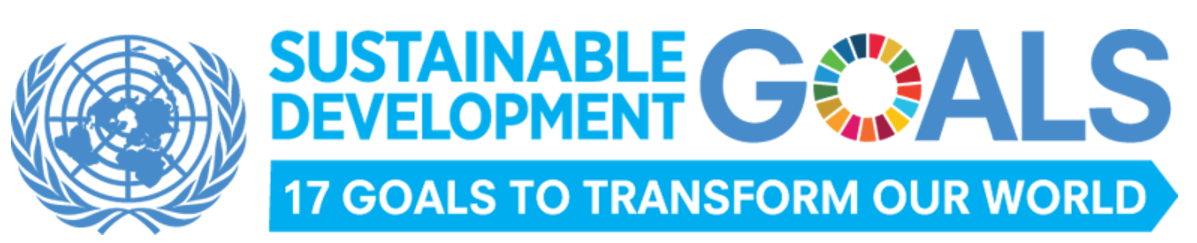 SUSTAINABLE
DEVELOPMENT
GOALS
17 GOALS TO TRANSFORM OUR WORLD